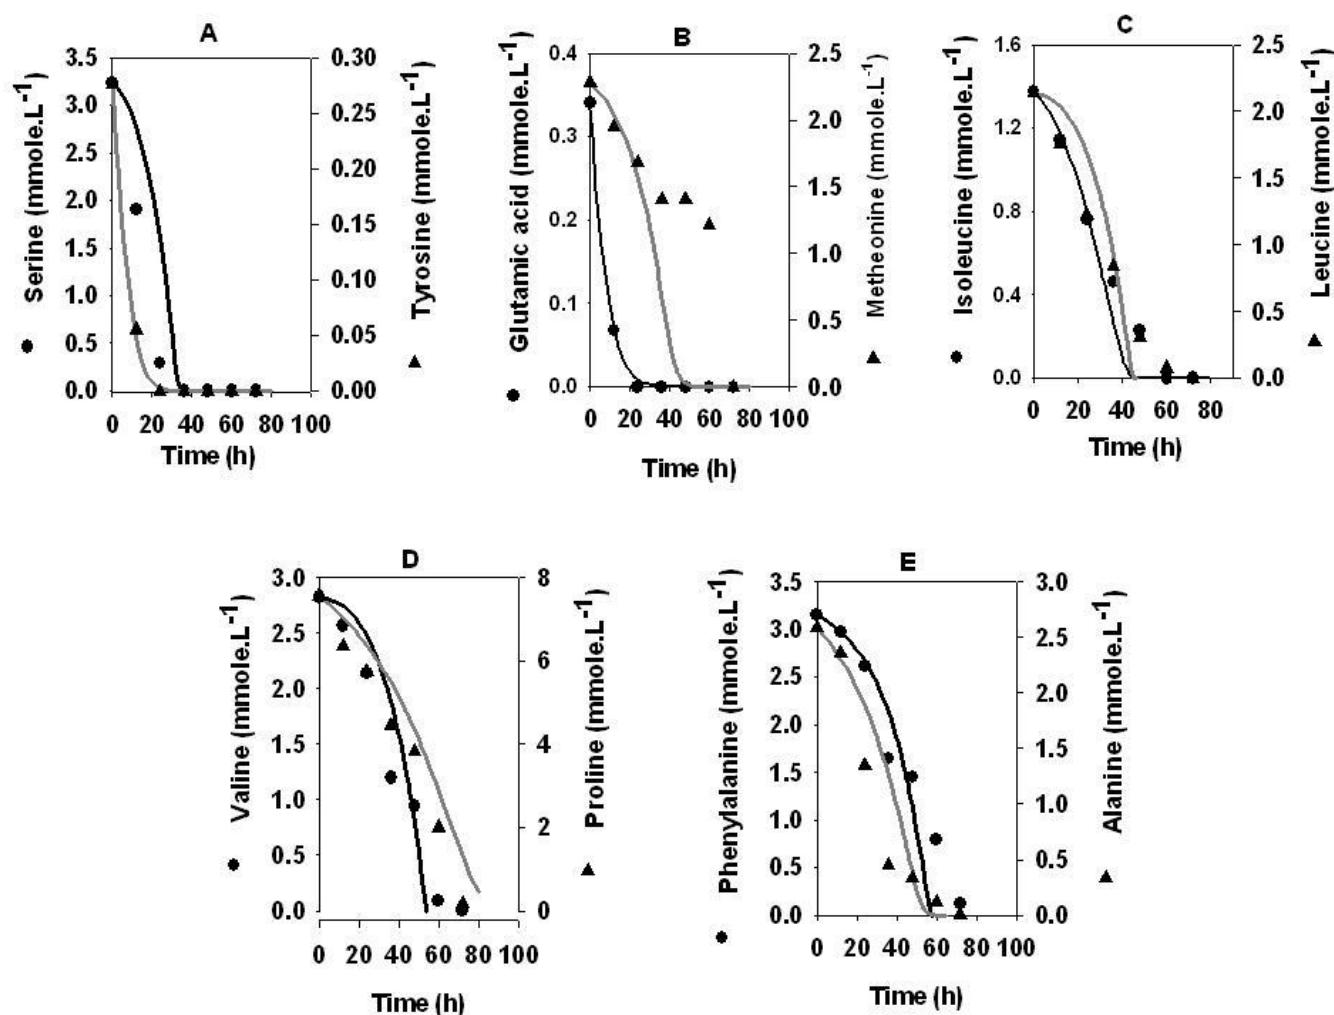 A
Serine (mmole.L-1)
3.5
3.0
2.5
2.0
1.5
1.0
0.5
0.0
0.30
0.25
0.20
0.15
0.10
0.05
0.00
Tyrosine (mmole.L-1)
0 20 40 60 80 100
Time (h)
B
Glutamic acid (mmole.L-1)
0.4
0.3
0.2
0.1
0.0
2.5
2.0
1.5
1.0
0.5
0.0
Metheonine (mmole.L-1)
0 20 40 60 80 100
Time (h)
C
Isoleucine (mmole.L-1)
1.6
1.2
0.8
0.4
0.0
2.5
2.0
1.5
1.0
0.5
0.0
Leucine (mmole.L-1)
0 20 40 60 80
Time (h)
D
Valine (mmole.L-1)
3.0
2.5
2.0
1.5
1.0
0.5
0.0
8
6
4
2
0
Proline (mmole.L-1)
0 20 40 60 80 100
Time (h)
E
Phenylalanine (mmole.L-1)
3.5
3.0
2.5
2.0
1.5
1.0
0.5
0.0
3.0
2.5
2.0
1.5
1.0
0.5
0.0
Alanine (mmole.L-1)
0 20 40 60 80 100
Time (h)